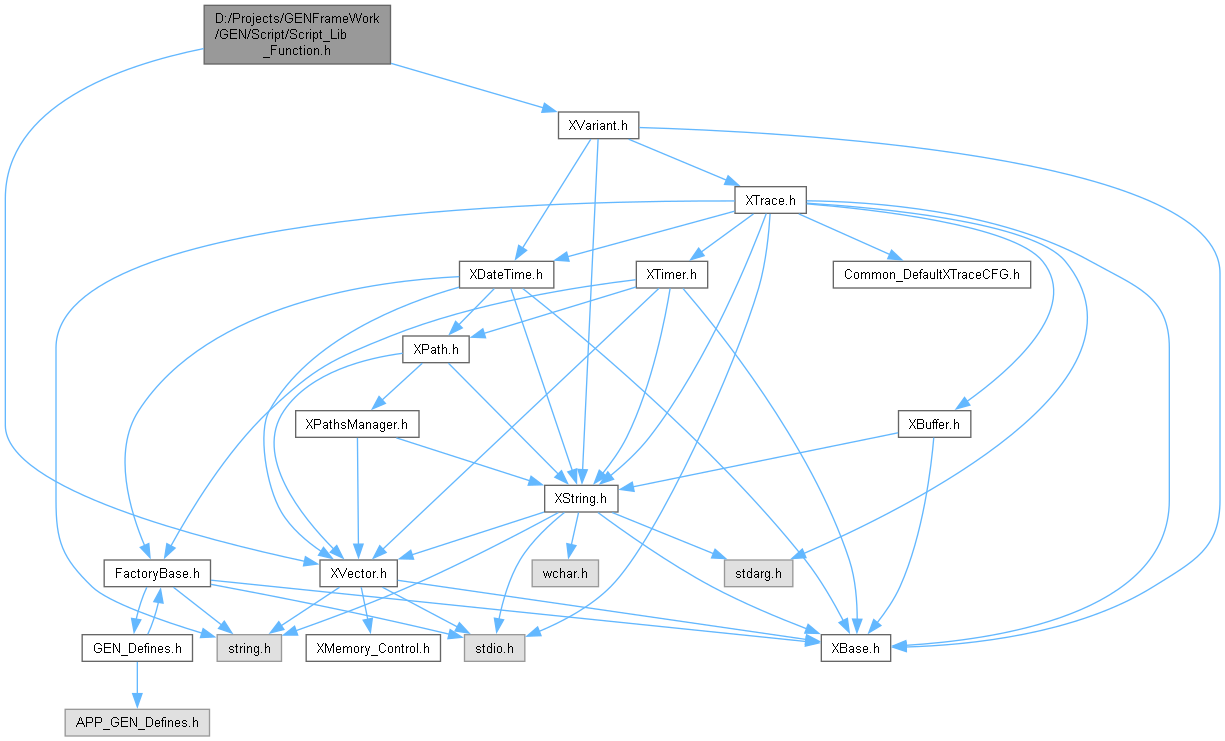 D:/Projects/GENFrameWork
/GEN/Script/Script_Lib
_Function.h
XVariant.h
XTrace.h
XDateTime.h
XTimer.h
Common_DefaultXTraceCFG.h
XPath.h
XPathsManager.h
XBuffer.h
XString.h
FactoryBase.h
XVector.h
wchar.h
stdarg.h
GEN_Defines.h
string.h
XMemory_Control.h
stdio.h
XBase.h
APP_GEN_Defines.h